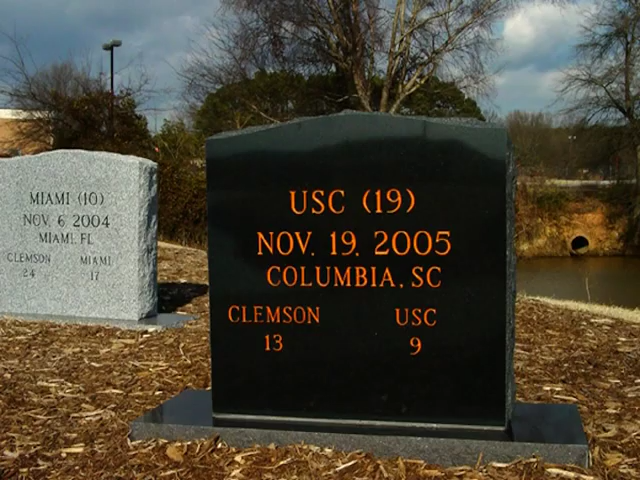 MIAMI (10)
NOV. 6 2004
MIAMI, FL
CLEMSON MIAMI
24 17
USC (19)
NOV. 19, 2005
COLUMBIA, SC
CLEMSON USC
13 9